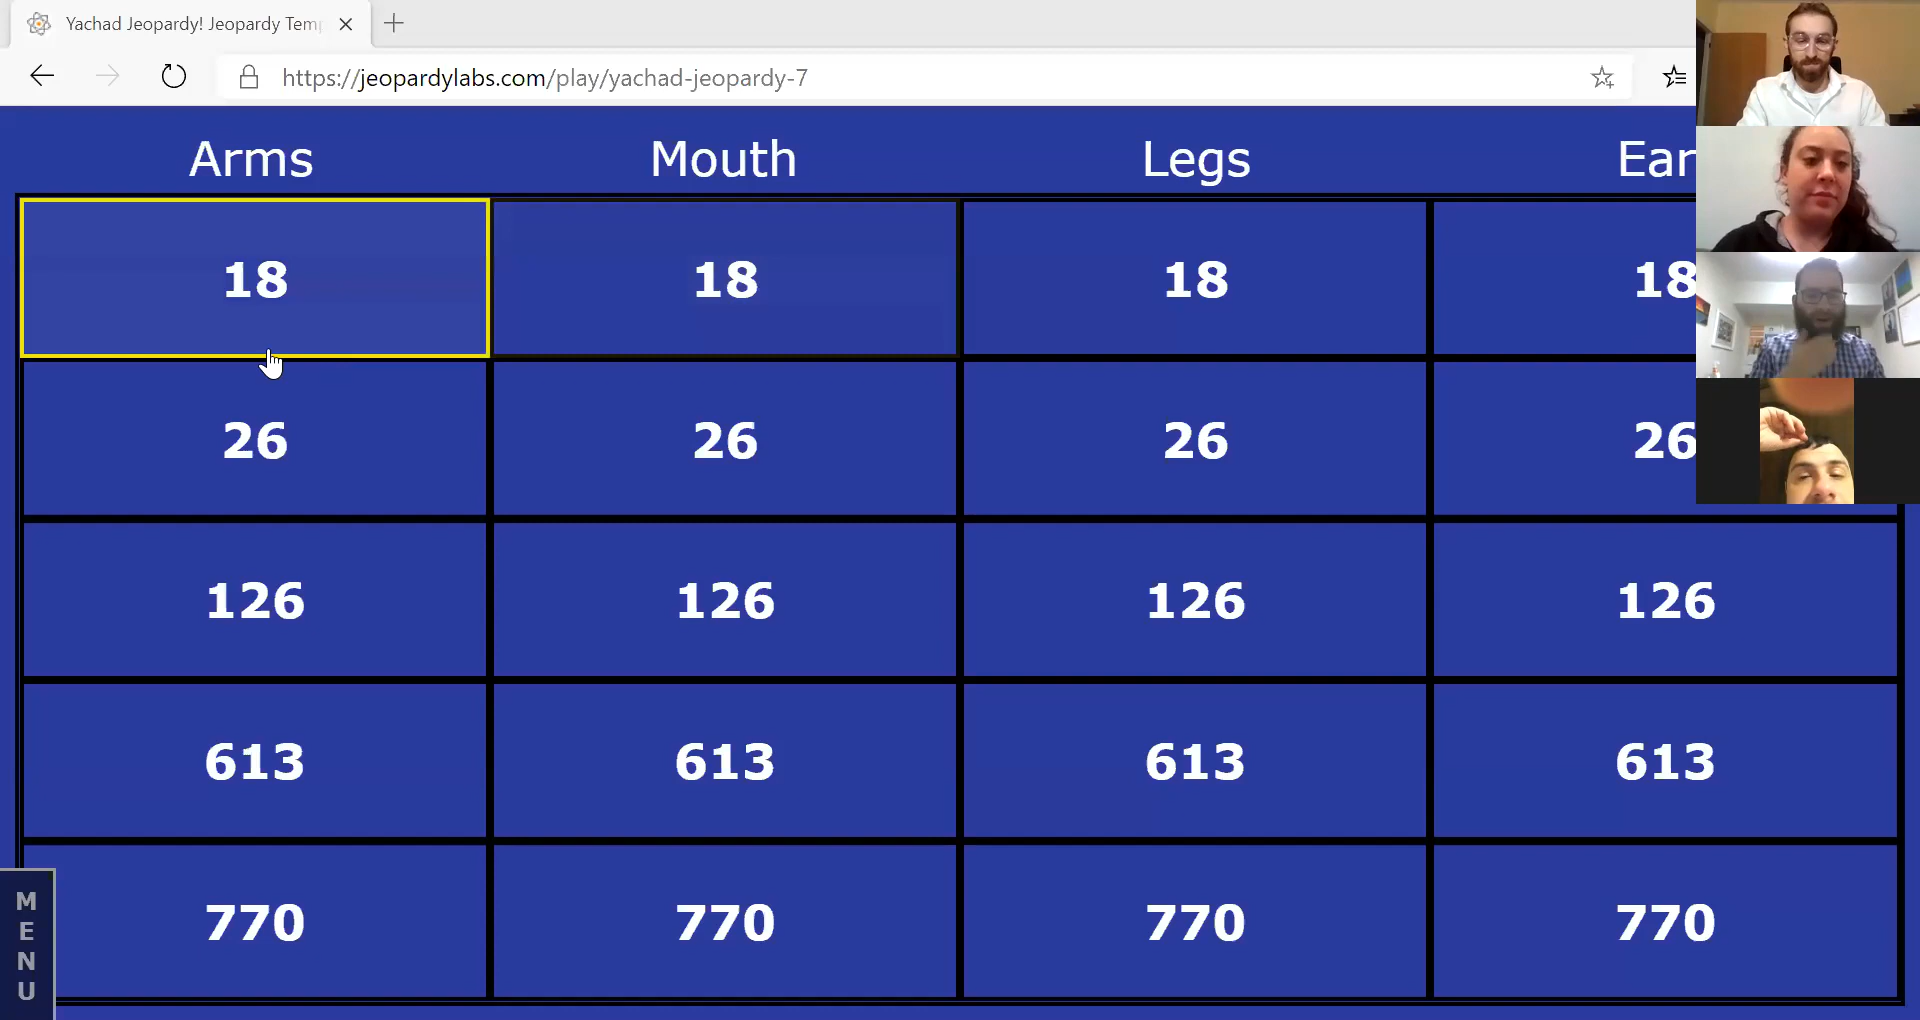 Yachad Jeopardy! Jeopardy Tem
https://jeopardylabs.com/play/yachad-jeopardy-7
Arms Mouth Legs Ear
18 18 18 18
26 26 26 26
126 126 126 126
613 613 613 613
770 770 770 770
MENU